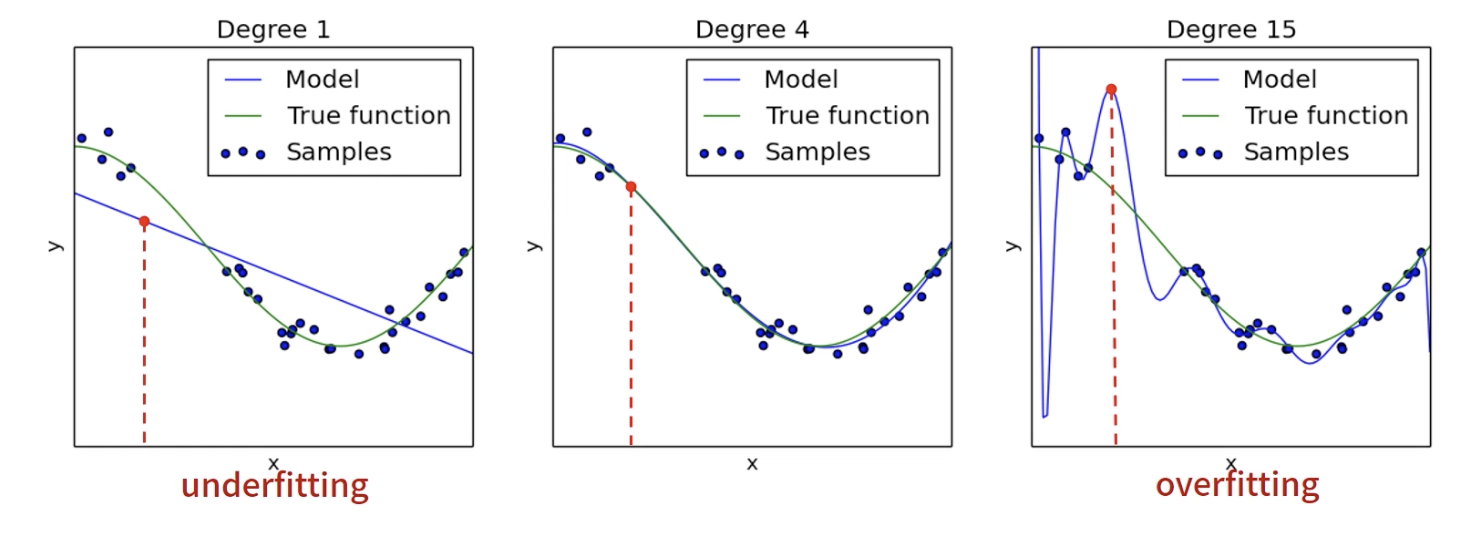 Degree 1
Model
True function
Samples
y
x
underfitting
Degree 4
Model
True function
Samples
y
x
Degree 15
Model
True function
Samples
y
x
overfitting